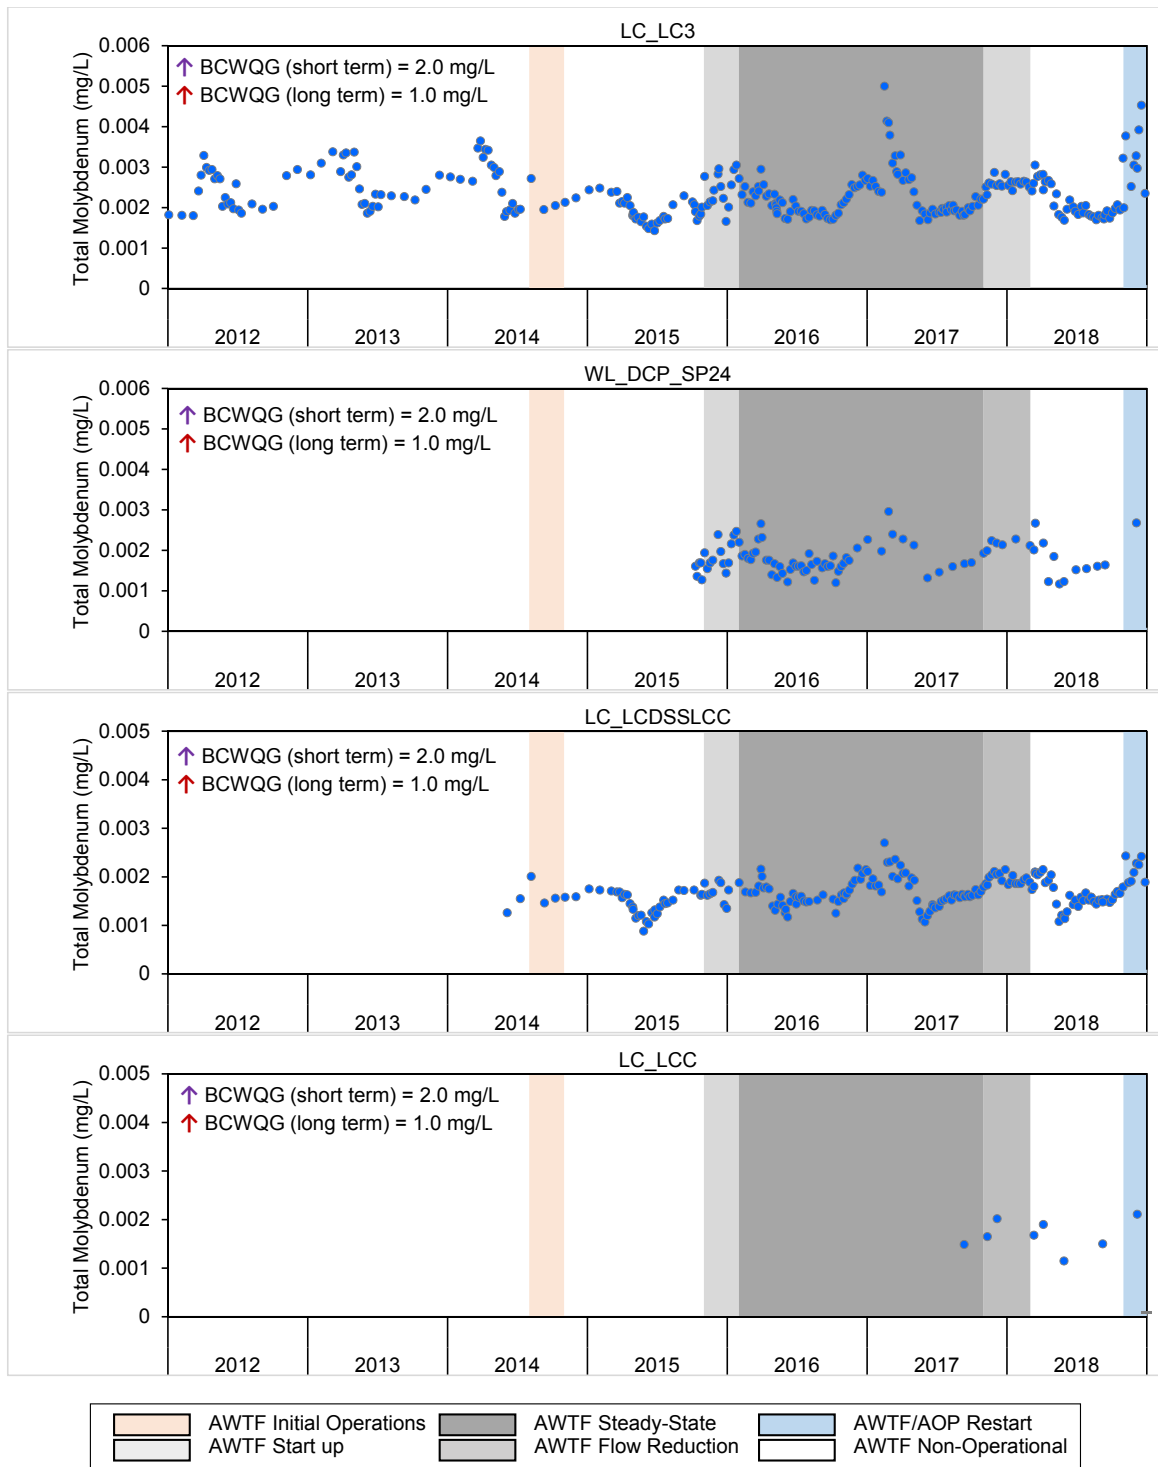 LC_LC3
Total Molybdenum (mg/L)
0.006
0.005
0.004
0.003
0.002
0.001
0
↑ BCWQG (short term) = 2.0 mg/L
↑ BCWQG (long term) = 1.0 mg/L
2012 2013 2014 2015 2016 2017 2018
WL_DCP_SP24
Total Molybdenum (mg/L)
0.006
0.005
0.004
0.003
0.002
0.001
0
↑ BCWQG (short term) = 2.0 mg/L
↑ BCWQG (long term) = 1.0 mg/L
2012 2013 2014 2015 2016 2017 2018
LC_LCDSSLCC
Total Molybdenum (mg/L)
0.005
0.004
0.003
0.002
0.001
0
↑ BCWQG (short term) = 2.0 mg/L
↑ BCWQG (long term) = 1.0 mg/L
2012 2013 2014 2015 2016 2017 2018
LC_LCC
Total Molybdenum (mg/L)
0.005
0.004
0.003
0.002
0.001
0
↑ BCWQG (short term) = 2.0 mg/L
↑ BCWQG (long term) = 1.0 mg/L
2012 2013 2014 2015 2016 2017 2018
AWTF Initial Operations AWTF Steady-State AWTF/AOP Restart
AWTF Start up AWTF Flow Reduction AWTF Non-Operational